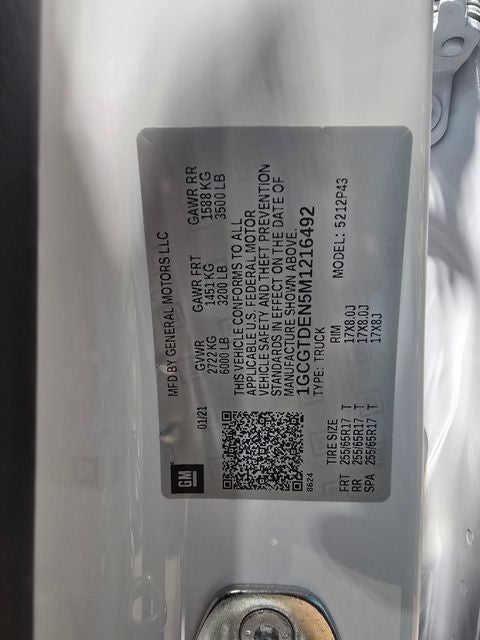 GM
MFD BY GENERAL MOTORS LLC
01/21
GVWR GAWR FRT GAWR RR
2722 KG 1451 KG 1588 KG
6000 LB 3200 LB 3500 LB
THIS VEHICLE CONFORMS TO ALL
APPLICABLE U.S. FEDERAL MOTOR
VEHICLE SAFETY AND THEFT PREVENTION
STANDARDS IN EFFECT ON THE DATE OF
MANUFACTURE SHOWN ABOVE.
1GCGTDEN5M1216492
TYPE: TRUCK
8624
MODEL: 5212P43
TIRE SIZE RIM
FRT 255/65R17 T 17X8.0J
RR 255/65R17 T 17X8.0J
SPA 255/65R17 T 17X8J